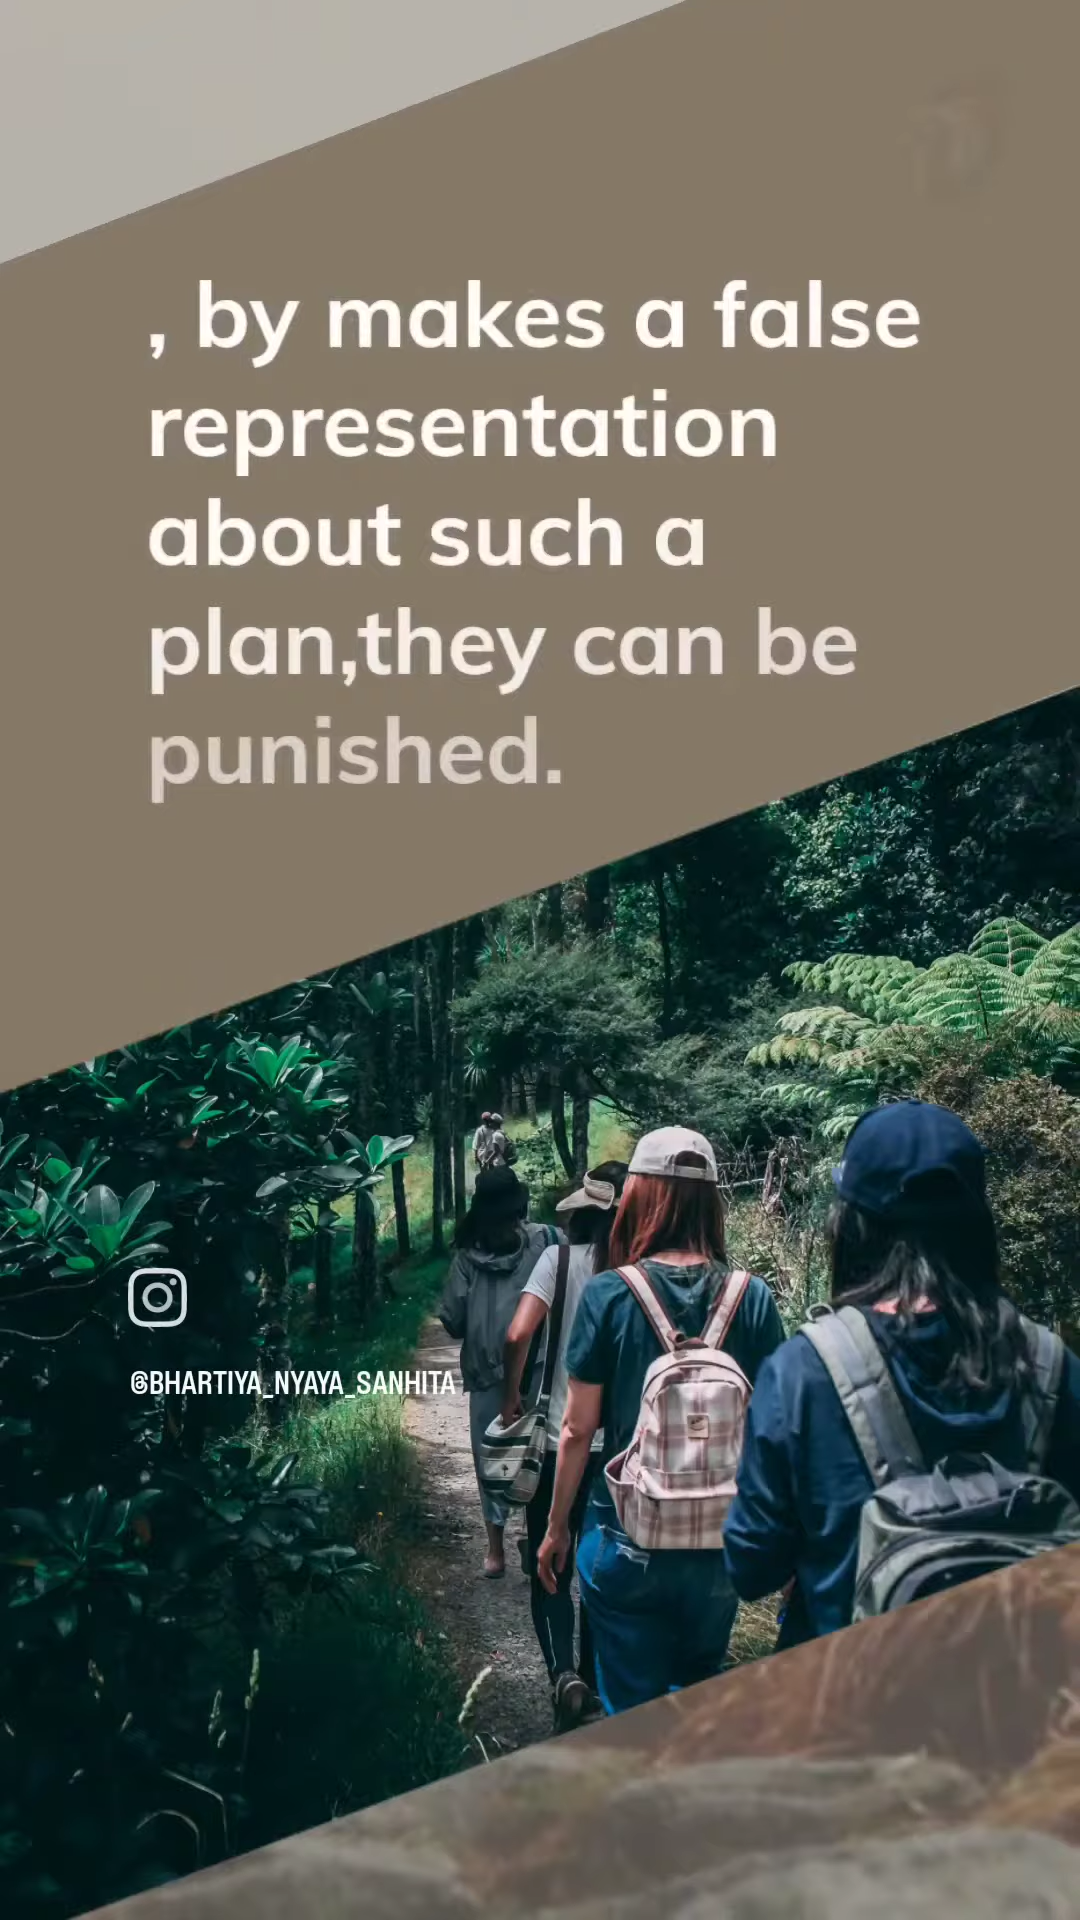 , by makes a false
representation
about such a
plan,they can be
punished.
@BHARTIYA_NYAYA_SANHITA